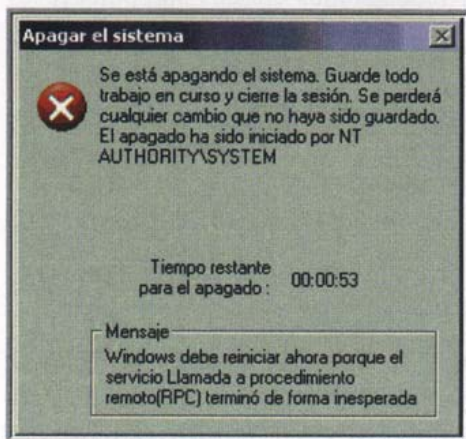 Apagar el sistema
Se está apagando el sistema. Guarde todo
trabajo en curso y cierre la sesión. Se perderá
cualquier cambio que no haya sido guardado.
El apagado ha sido iniciado por NT
AUTHORITY\SYSTEM
Tiempo restante
para el apagado : 00:00:53
Mensaje
Windows debe reiniciar ahora porque el
servicio Llamada a procedimiento
remoto(RPC) terminó de forma inesperada